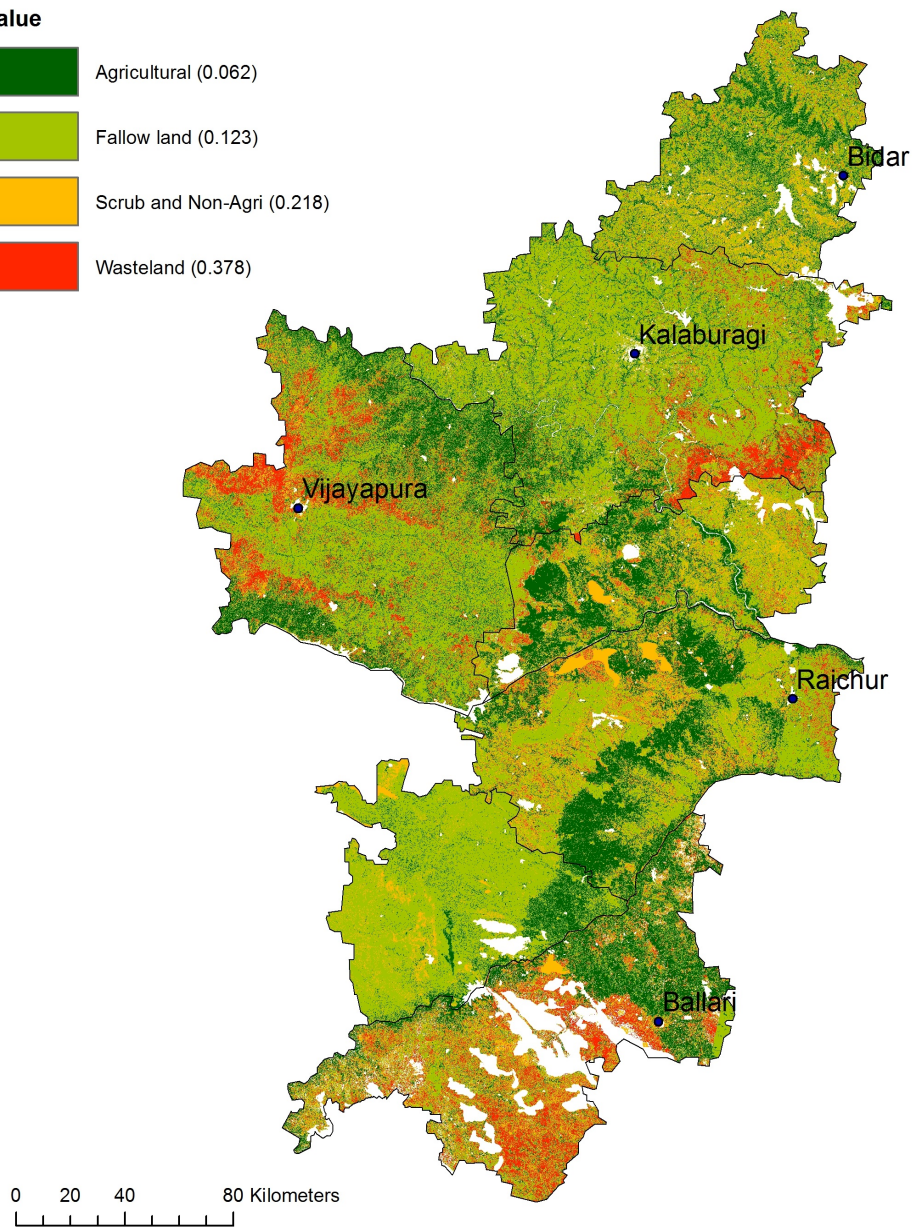 alue
Agricultural (0.062)
Fallow land (0.123)
Scrub and Non-Agri (0.218)
Wasteland (0.378)
Bidar
Kalaburagi
Vijayapura
Raichur
Ballari
0 20 40 80 Kilometers